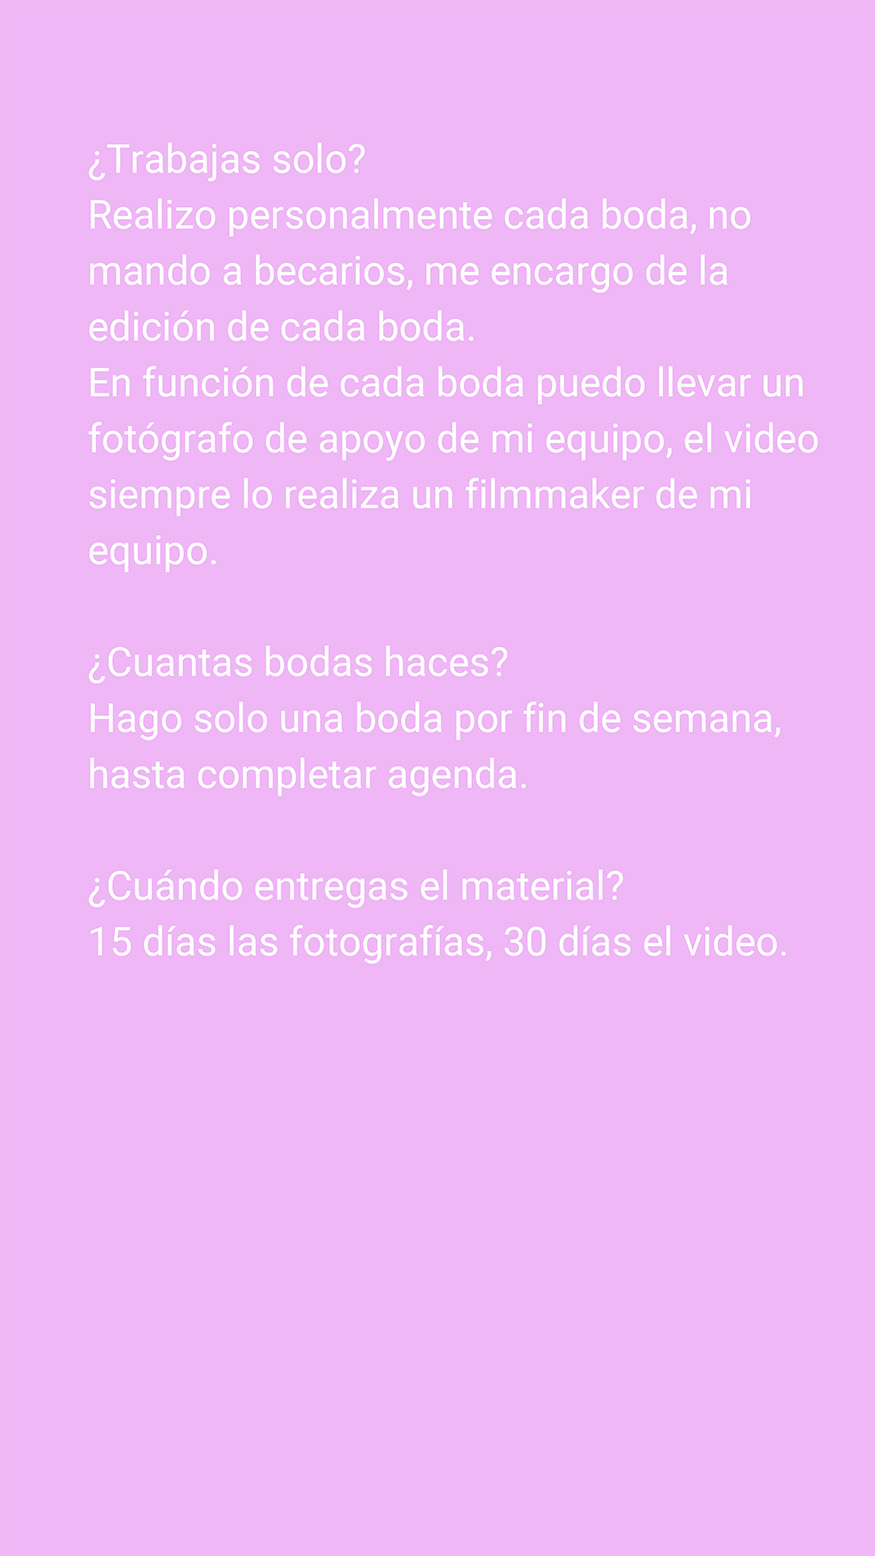 ¿Trabajas solo?
Realizo personalmente cada boda, no
mando a becarios, me encargo de la
edición de cada boda.
En función de cada boda puedo llevar un
fotógrafo de apoyo de mi equipo, el video
siempre lo realiza un filmmaker de mi
equipo.
¿Cuantas bodas haces?
Hago solo una boda por fin de semana,
hasta completar agenda.
¿Cuándo entregas el material?
15 días las fotografías, 30 días el video.